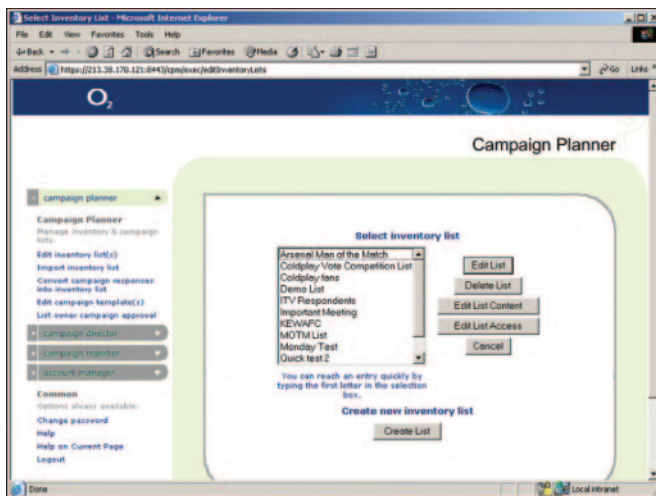 Select Inventory List - Microsoft Internet Explorer
File Edit View Favorites Tools Help
Back Search Favorites Media
Address https://213.38.170.121:8443/cpm/exec/editInventoryLists Go Links
O2
Campaign Planner
campaign planner
Campaign Planner
Manage inventory & campaign
lists.
Edit inventory list(s)
Import inventory list
Convert campaign responses
into inventory list
Edit campaign template(s)
List owner campaign approval
campaign director
campaign reporter
account manager
Common
Options always available.
Change password
Help
Help on Current Page
Logout
Select inventory list
Arsenal Man of the Match
Coldplay Vote Competition List
Coldplay fans
Demo List
ITV Respondents
Important Meeting
KEWAFC
MOTM List
Monday Test
Quick test 2
Edit List
Delete List
Edit List Content
Edit List Access
Cancel
You can reach an entry quickly by
typing the first letter in the selection
box.
Create new inventory list
Create List
Done Local intranet